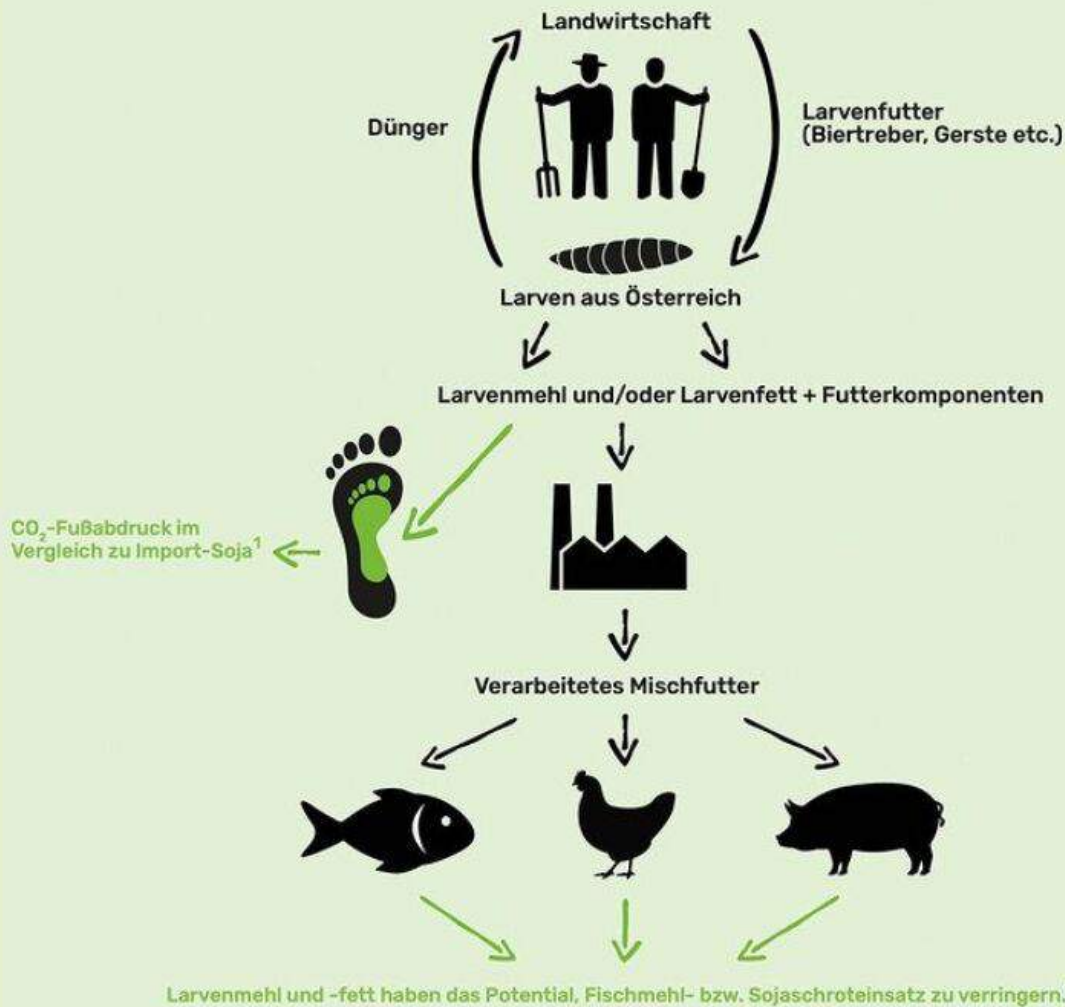 Landwirtschaft
Dünger
Larvenfutter
(Biertreber, Gerste etc.)
Larven aus Österreich
Larvenmehl und/oder Larvenfett + Futterkomponenten
CO₂-Fußabdruck im
Vergleich zu Import-Soja¹
Verarbeitetes Mischfutter
Larvenmehl und -fett haben das Potential, Fischmehl- bzw. Sojaschroteinsatz zu verringern.